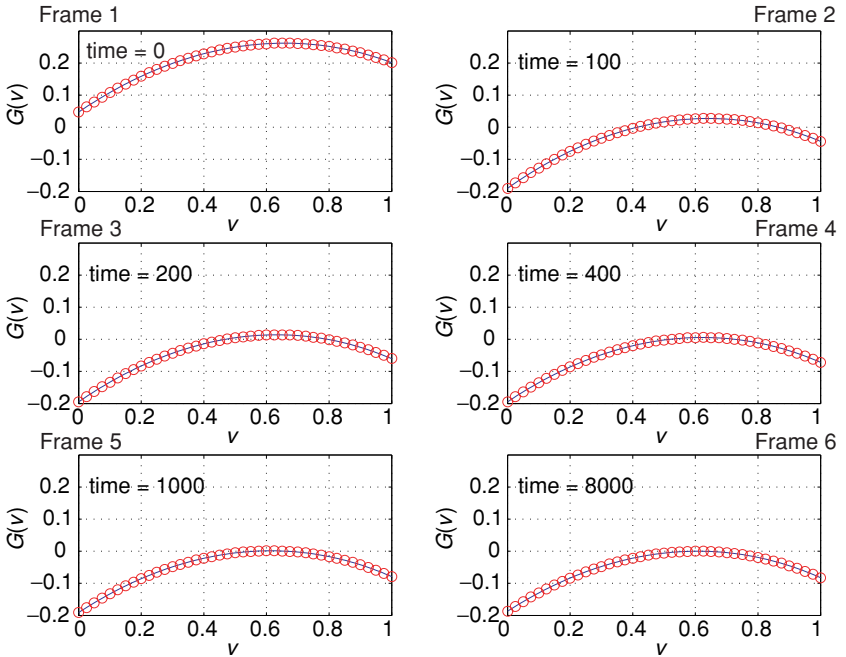 Frame 1
time = 0
G(v)
0.2
0.1
0
−0.1
−0.2
0 0.2 0.4 0.6 0.8 1
v
Frame 2
time = 100
G(v)
0.2
0.1
0
−0.1
−0.2
0 0.2 0.4 0.6 0.8 1
v
Frame 3
time = 200
G(v)
0.2
0.1
0
−0.1
−0.2
0 0.2 0.4 0.6 0.8 1
v
Frame 4
time = 400
G(v)
0.2
0.1
0
−0.1
−0.2
0 0.2 0.4 0.6 0.8 1
v
Frame 5
time = 1000
G(v)
0.2
0.1
0
−0.1
−0.2
0 0.2 0.4 0.6 0.8 1
v
Frame 6
time = 8000
G(v)
0.2
0.1
0
−0.1
−0.2
0 0.2 0.4 0.6 0.8 1
v